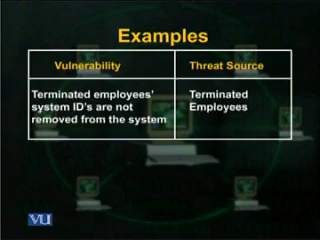 Examples
Vulnerability Threat Source
Terminated employees' Terminated
system ID's are not Employees
removed from the system
VU